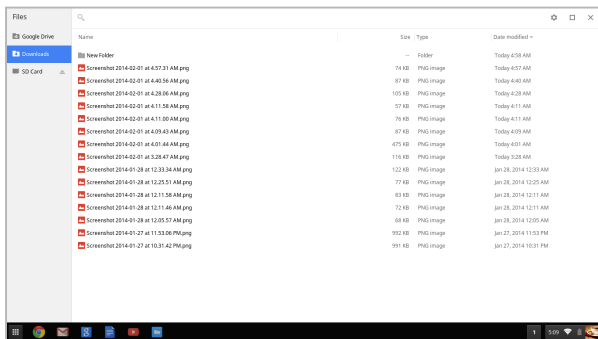 Files
Name Size Type Date modified
Google Drive
Downloads
SD Card
New Folder -- Folder Today 4:58 AM
Screenshot 2014-02-01 at 4.57.31 AM.png 74 KB PNG image Today 4:57 AM
Screenshot 2014-02-01 at 4.40.56 AM.png 87 KB PNG image Today 4:40 AM
Screenshot 2014-02-01 at 4.28.06 AM.png 105 KB PNG image Today 4:28 AM
Screenshot 2014-02-01 at 4.11.58 AM.png 57 KB PNG image Today 4:11 AM
Screenshot 2014-02-01 at 4.11.00 AM.png 76 KB PNG image Today 4:11 AM
Screenshot 2014-02-01 at 4.09.43 AM.png 87 KB PNG image Today 4:09 AM
Screenshot 2014-02-01 at 4.01.44 AM.png 475 KB PNG image Today 4:01 AM
Screenshot 2014-02-01 at 3.28.47 AM.png 116 KB PNG image Today 3:28 AM
Screenshot 2014-01-28 at 12.33.34 AM.png 122 KB PNG image Jan 28, 2014 12:33 AM
Screenshot 2014-01-28 at 12.25.51 AM.png 77 KB PNG image Jan 28, 2014 12:25 AM
Screenshot 2014-01-28 at 12.11.58 AM.png 83 KB PNG image Jan 28, 2014 12:11 AM
Screenshot 2014-01-28 at 12.11.46 AM.png 72 KB PNG image Jan 28, 2014 12:11 AM
Screenshot 2014-01-28 at 12.05.57 AM.png 68 KB PNG image Jan 28, 2014 12:05 AM
Screenshot 2014-01-27 at 11.53.06 PM.png 992 KB PNG image Jan 27, 2014 11:53 PM
Screenshot 2014-01-27 at 10.31.42 PM.png 991 KB PNG image Jan 27, 2014 10:31 PM
8 1 5:09